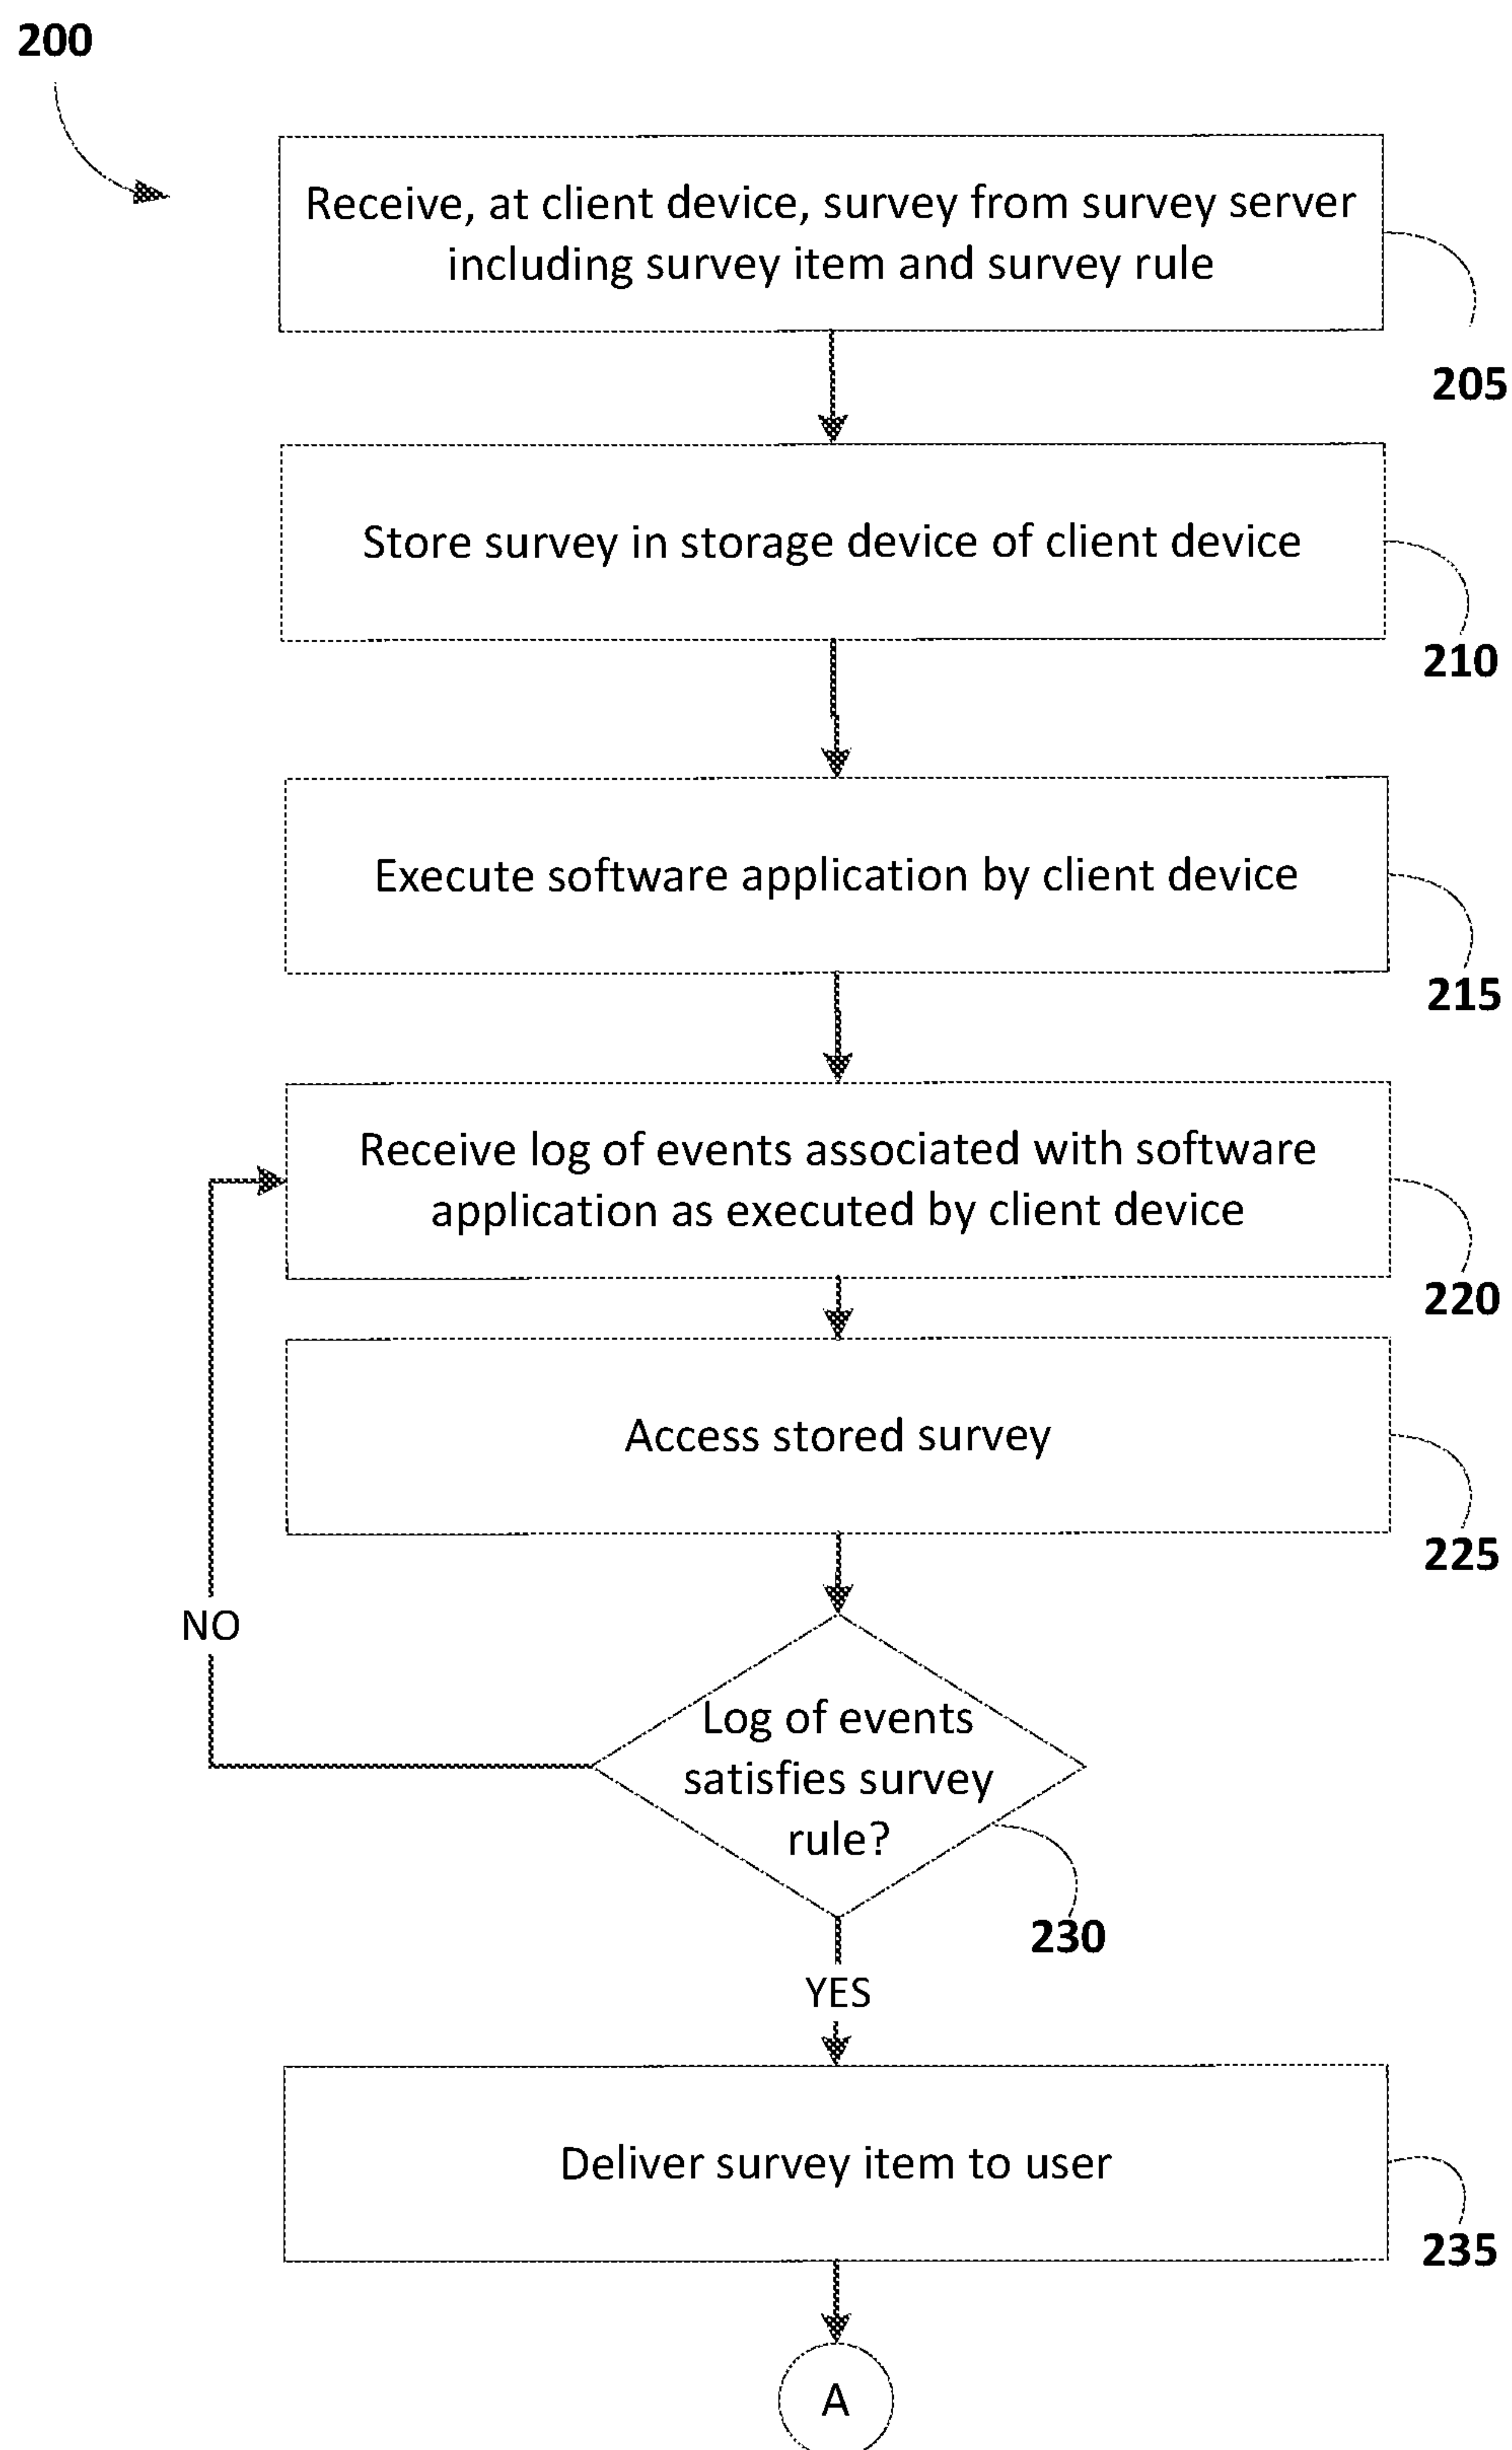 200
Receive, at client device, survey from survey server
including survey item and survey rule
205
Store survey in storage device of client device
210
Execute software application by client device
215
Receive log of events associated with software
application as executed by client device
220
Access stored survey
225
NO
Log of events
satisfies survey
rule?
230
YES
Deliver survey item to user
235
A